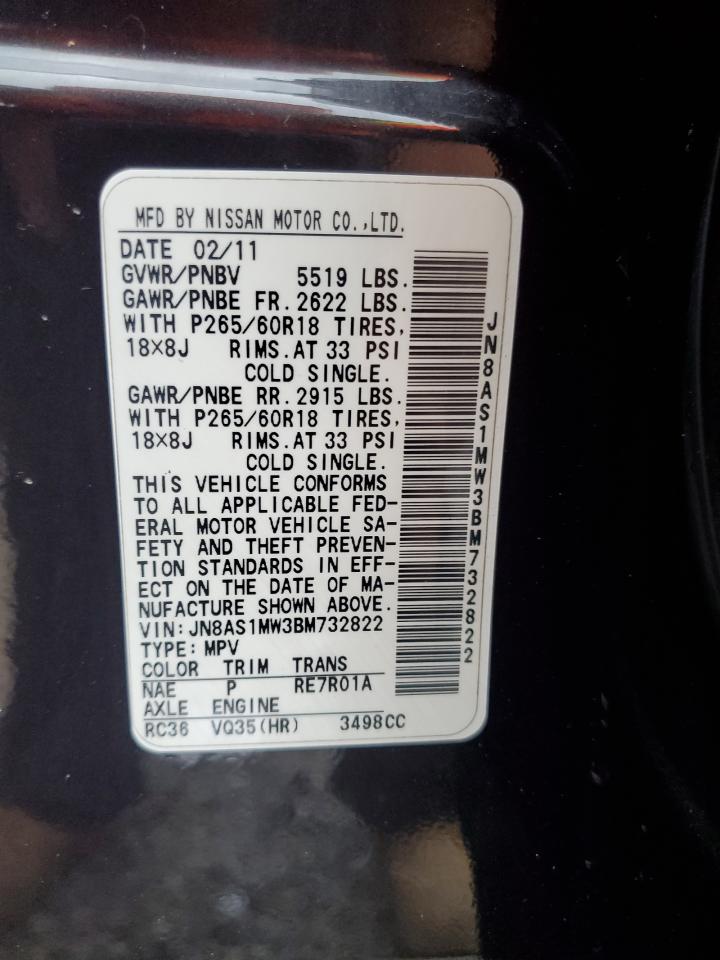 MFD BY NISSAN MOTOR CO.,LTD.
DATE 02/11
GVWR/PNBV 5519 LBS.
GAWR/PNBE FR. 2622 LBS.
WITH P265/60R18 TIRES,
18×8J RIMS.AT 33 PSI
COLD SINGLE.
GAWR/PNBE RR. 2915 LBS.
WITH P265/60R18 TIRES,
18×8J RIMS.AT 33 PSI
COLD SINGLE.
THIS VEHICLE CONFORMS
TO ALL APPLICABLE FED-
ERAL MOTOR VEHICLE SA-
FETY AND THEFT PREVEN-
TION STANDARDS IN EFF-
ECT ON THE DATE OF MA-
NUFACTURE SHOWN ABOVE.
VIN:JN8AS1MW3BM732822
TYPE:MPV
COLOR TRIM TRANS
NAE P RE7R01A
AXLE ENGINE
RC36 VQ35(HR) 3498CC
JN8AS1MW3BM732822